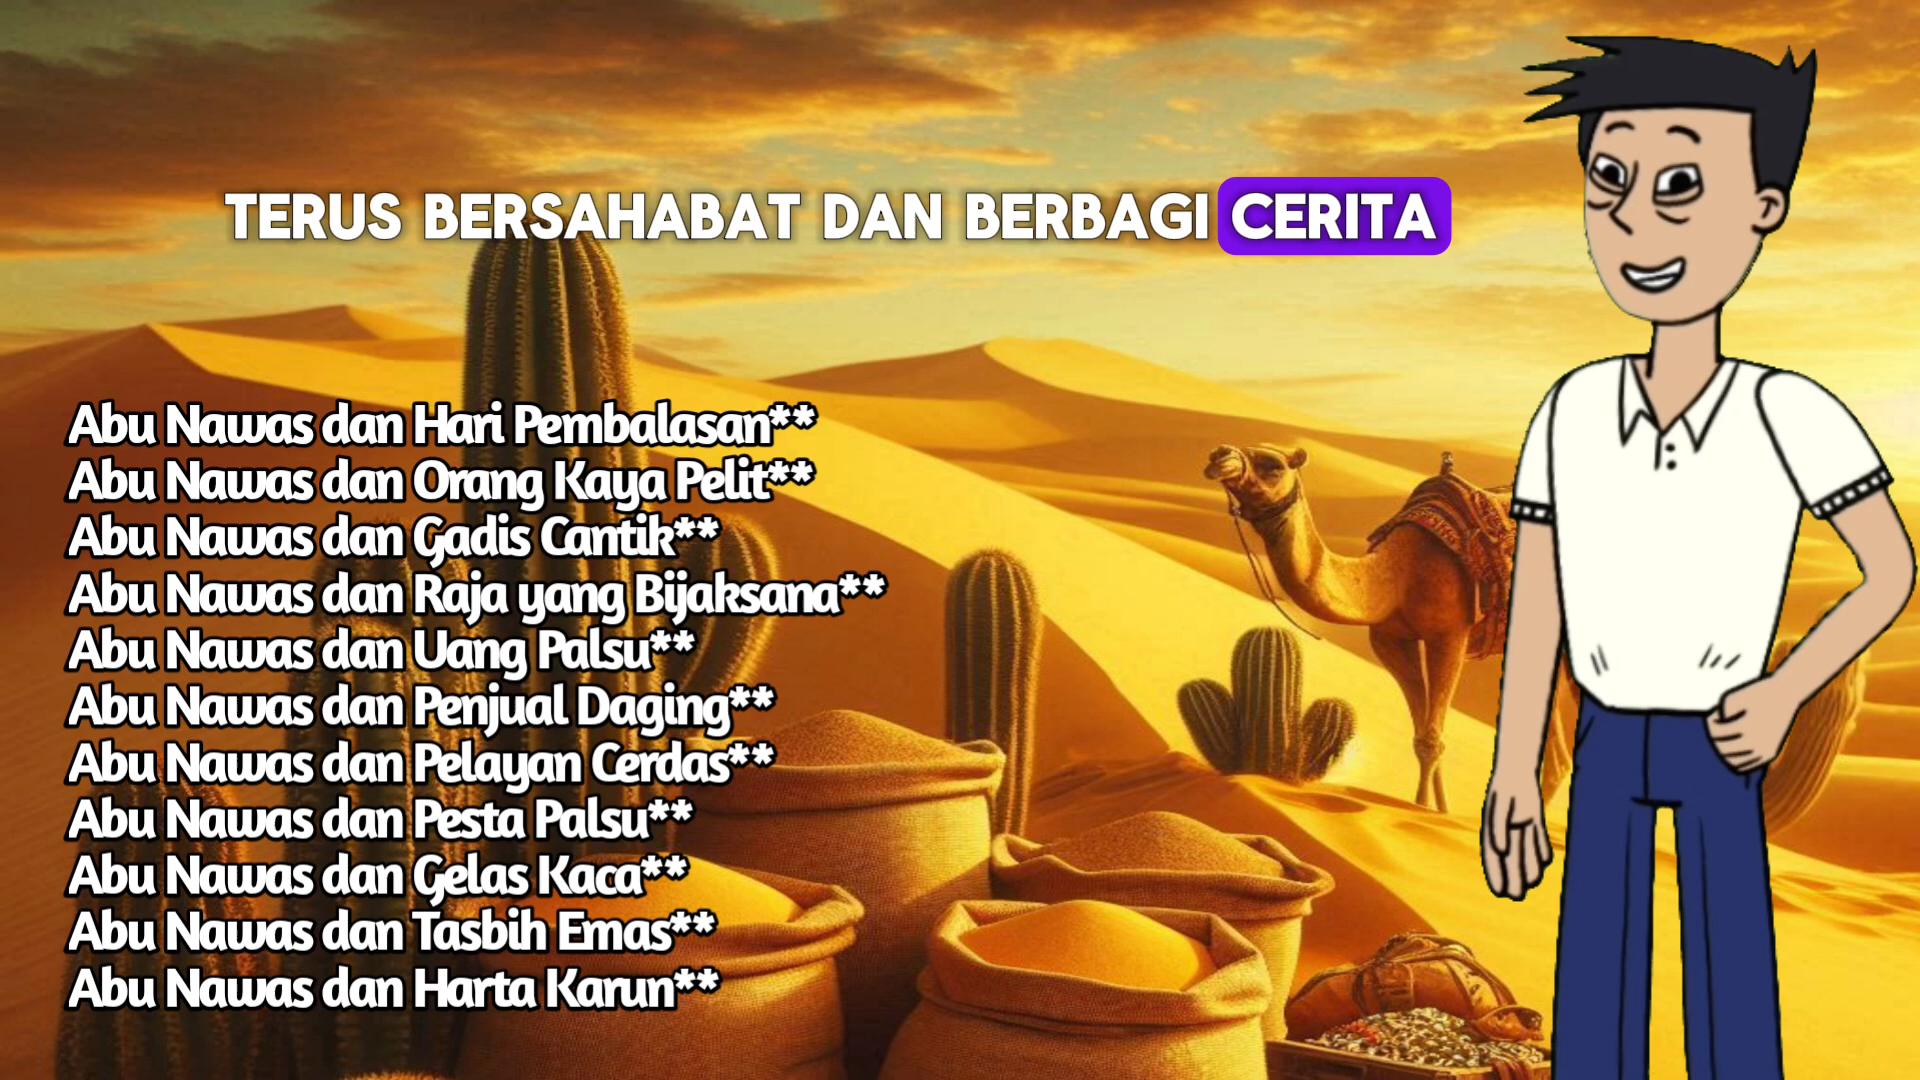 TERUS BERSAHABAT DAN BERBAGI CERITA
Abu Nawas dan Hari Pembalasan**
Abu Nawas dan Orang Kaya Pelit**
Abu Nawas dan Gadis Cantik**
Abu Nawas dan Raja yang Bijaksana**
Abu Nawas dan Uang Palsu**
Abu Nawas dan Penjual Daging**
Abu Nawas dan Pelayan Cerdas**
Abu Nawas dan Pesta Palsu**
Abu Nawas dan Gelas Kaca**
Abu Nawas dan Tasbih Emas**
Abu Nawas dan Harta Karun**